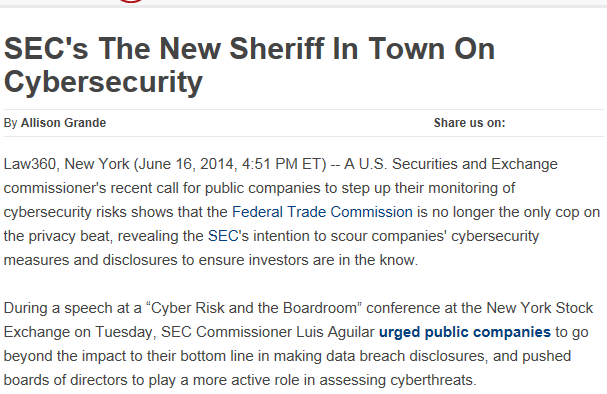 SEC's The New Sheriff In Town On
Cybersecurity
By Allison Grande
Share us on:
Law360, New York (June 16, 2014, 4:51 PM ET) -- A U.S. Securities and Exchange
commissioner's recent call for public companies to step up their monitoring of
cybersecurity risks shows that the Federal Trade Commission is no longer the only cop on
the privacy beat, revealing the SEC's intention to scour companies' cybersecurity
measures and disclosures to ensure investors are in the know.
During a speech at a “Cyber Risk and the Boardroom” conference at the New York Stock
Exchange on Tuesday, SEC Commissioner Luis Aguilar urged public companies to go
beyond the impact to their bottom line in making data breach disclosures, and pushed
boards of directors to play a more active role in assessing cyberthreats.